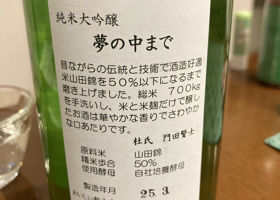 純米大吟醸
夢の中まで
昔ながらの伝統と技術で酒造好適
米山田錦を50％以下になるまで
磨き上げました。総米 700kg
を手洗いし、米と米麹だけで醸し
たお酒は華やかな香りでさわやか
な口あたりです。
杜氏 門田賢士
原料米 山田錦
精米歩合 50％
使用酵母 自社培養酵母
製造年月 25.3